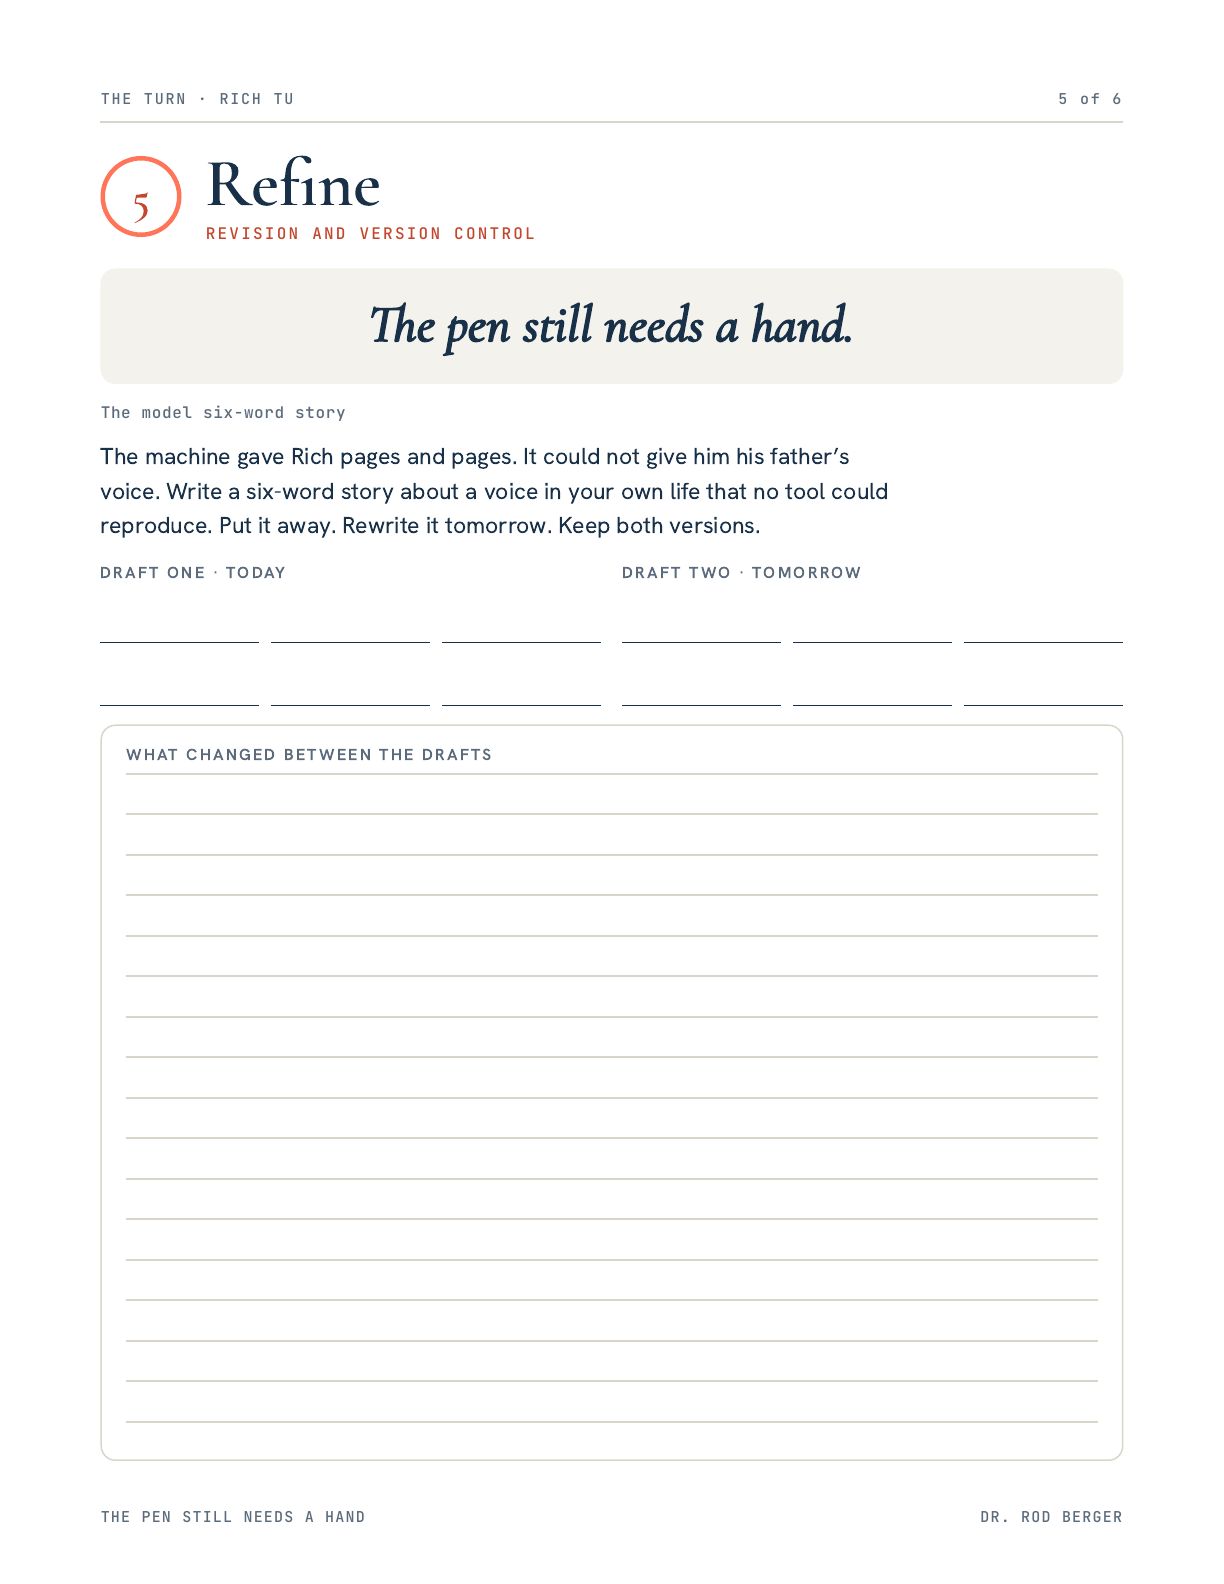 THE TURN · RICH TU
5 of 6
5
Refine
REVISION AND VERSION CONTROL
The pen still needs a hand.
The model six-word story
The machine gave Rich pages and pages. It could not give him his father’s
voice. Write a six-word story about a voice in your own life that no tool could
reproduce. Put it away. Rewrite it tomorrow. Keep both versions.
DRAFT ONE · TODAY
DRAFT TWO · TOMORROW
WHAT CHANGED BETWEEN THE DRAFTS
THE PEN STILL NEEDS A HAND
DR. ROD BERGER